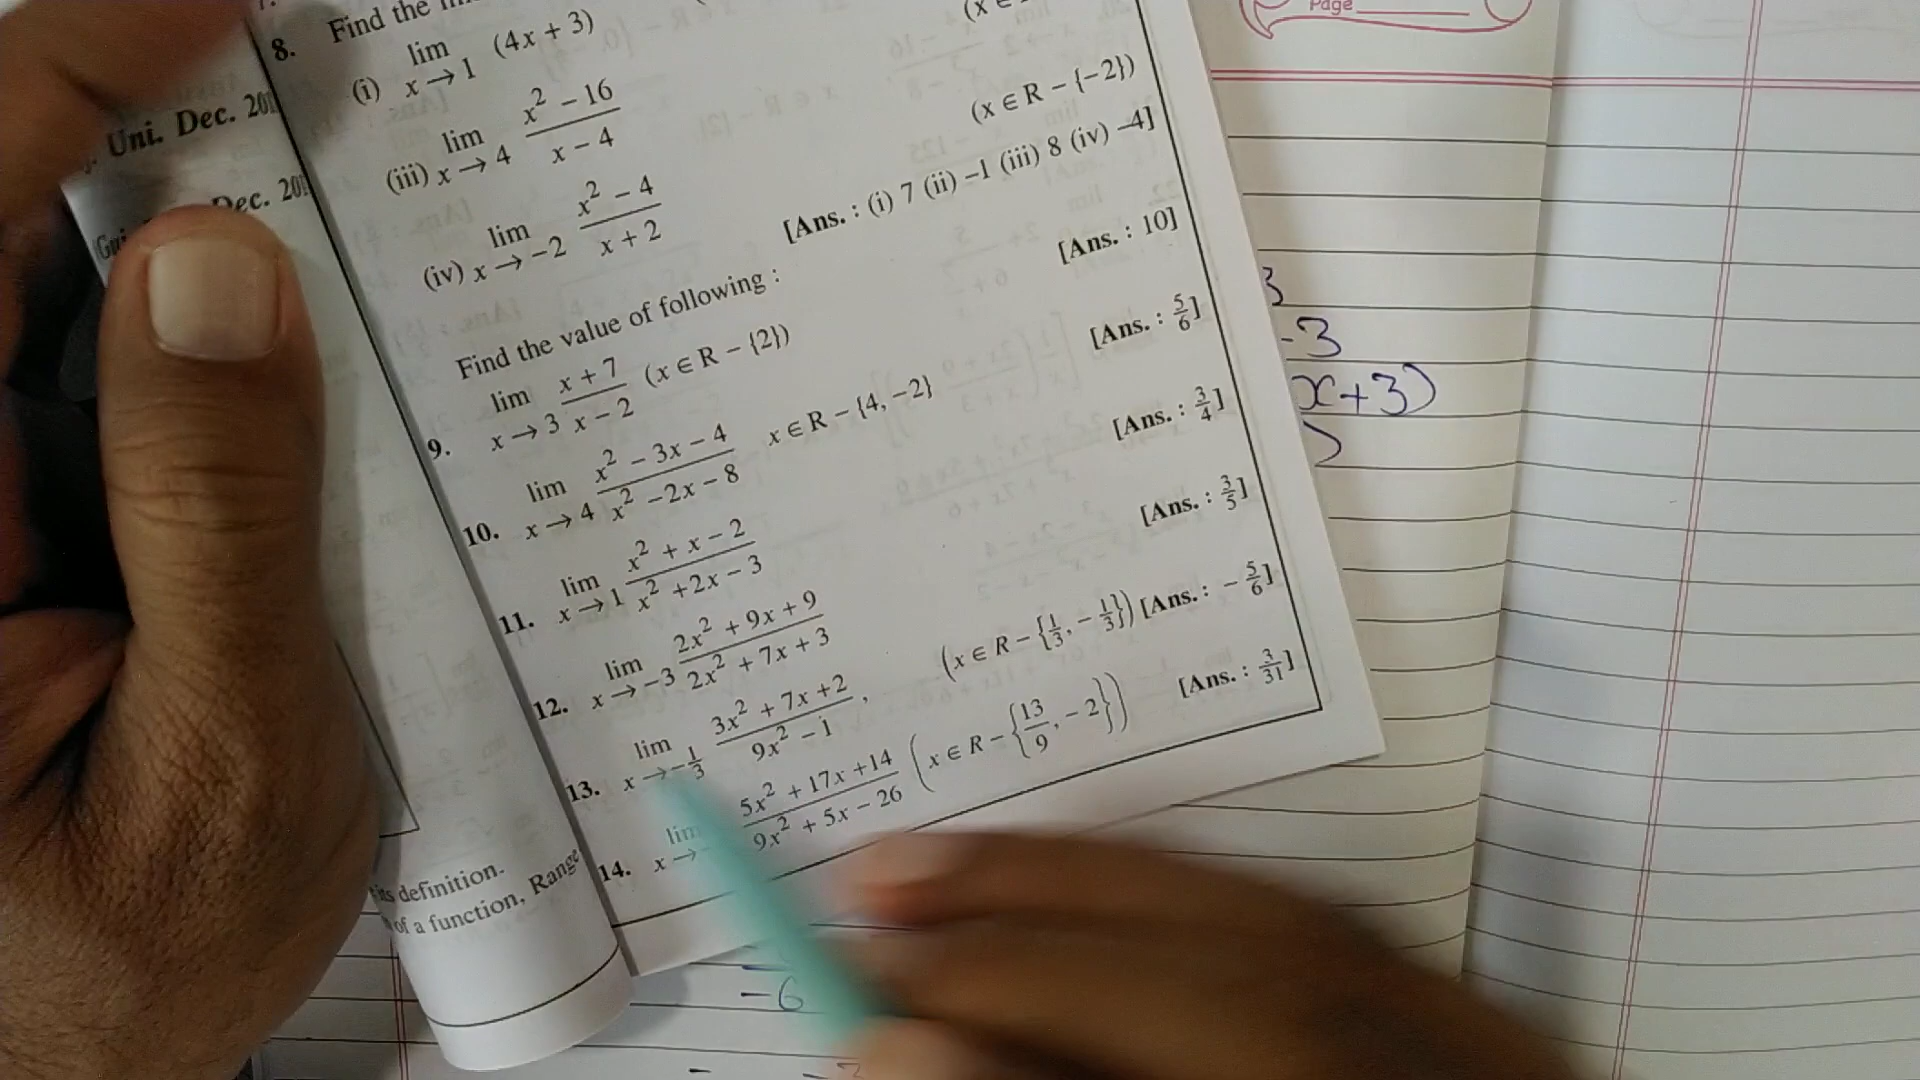 8. Find the
(i) lim x→1 (4x + 3)
(iii) lim x→4 (x² − 16)/(x − 4)
(iv) lim x→−2 (x² − 4)/(x + 2) (x ∈ R − {−2})
[Ans. : (i) 7 (ii) −1 (iii) 8 (iv) −4]
Find the value of following :
9. lim x→3 (x + 7)/(x − 2) (x ∈ R − {2}) [Ans. : 10]
10. lim x→4 (x² − 3x − 4)/(x² − 2x − 8) x ∈ R − {4, −2} [Ans. : 5/6]
11. lim x→1 (x² + x − 2)/(x² + 2x − 3) [Ans. : 3/4]
12. lim x→−3 (2x² + 9x + 9)/(2x² + 7x + 3) [Ans. : 3/5]
13. lim x→−1/3 (3x² + 7x + 2)/(9x² − 1), (x ∈ R − {1/3, −1/3}) [Ans. : −5/6]
14. lim x→ (5x² + 17x + 14)/(9x² + 5x − 26) (x ∈ R − {13/9, −2}) [Ans. : 3/31]
Uni. Dec.
Dec.
definition.
of a function, Range
Page
3
-3
x+3)
)
-6